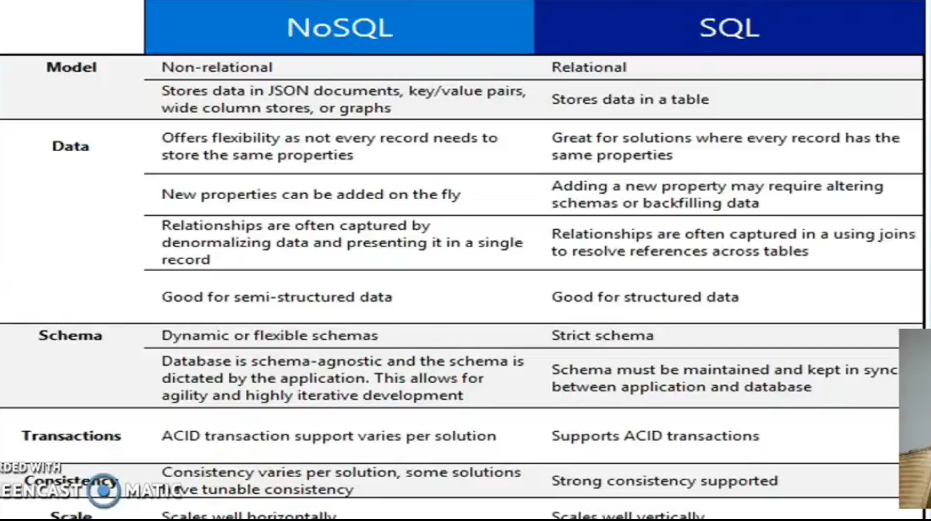 NoSQL SQL
Model Non-relational Relational
Stores data in JSON documents, key/value pairs,
wide column stores, or graphs
Stores data in a table
Data
Offers flexibility as not every record needs to
store the same properties
Great for solutions where every record has the
same properties
New properties can be added on the fly
Adding a new property may require altering
schemas or backfilling data
Relationships are often captured by
denormalizing data and presenting it in a single
record
Relationships are often captured in a using joins
to resolve references across tables
Good for semi-structured data Good for structured data
Schema Dynamic or flexible schemas Strict schema
Database is schema-agnostic and the schema is
dictated by the application. This allows for
agility and highly iterative development
Schema must be maintained and kept in sync
between application and database
Transactions ACID transaction support varies per solution Supports ACID transactions
Consistency
Consistency varies per solution, some solutions
tunable consistency
Strong consistency supported
Scale Scales well horizontally Scales well vertically
WITH
MATIC